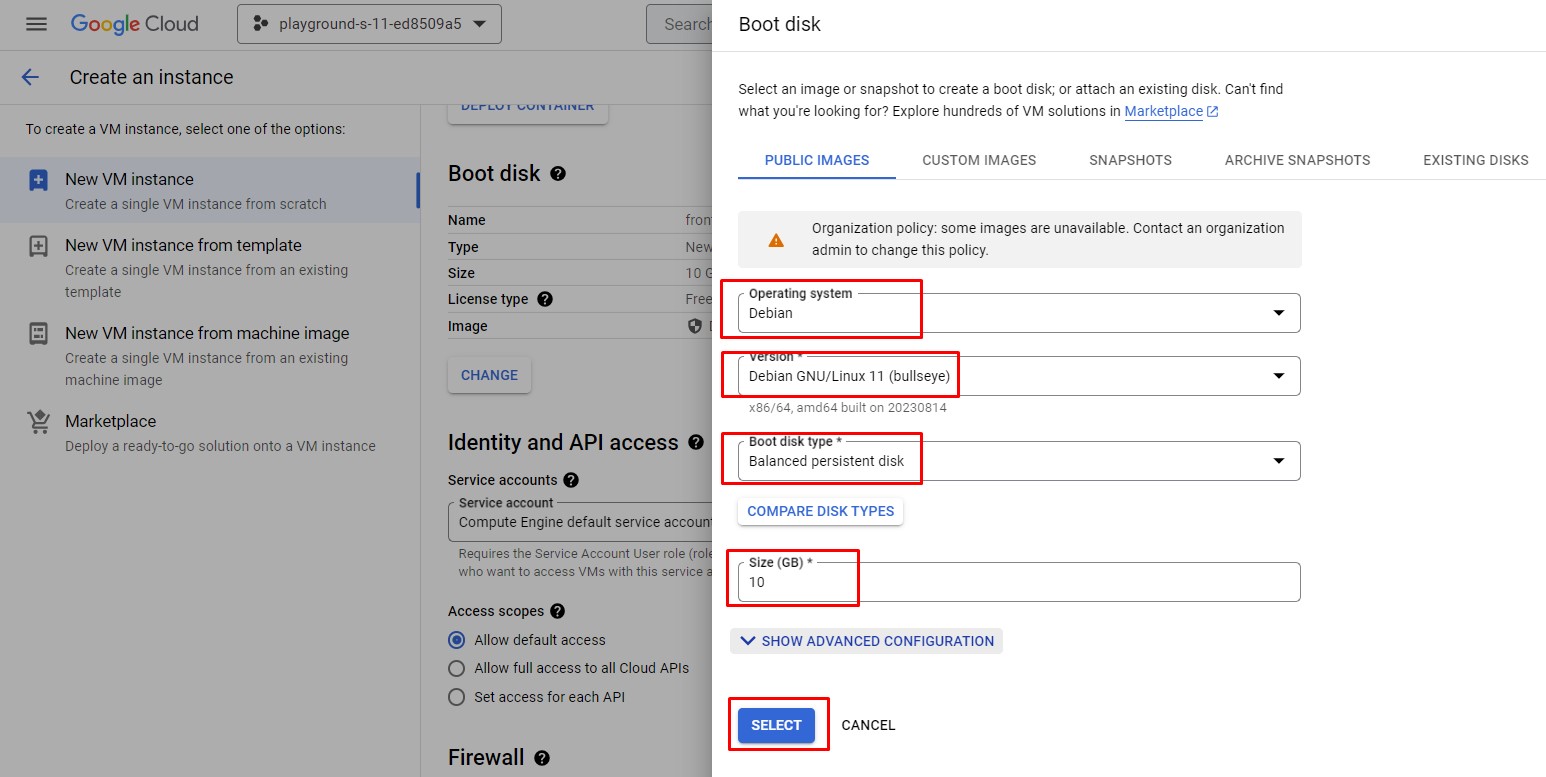 Google Cloud
playground-s-11-ed8509a5
Search
Create an instance
To create a VM instance, select one of the options:
New VM instance
Create a single VM instance from scratch
New VM instance from template
Create a single VM instance from an existing
template
New VM instance from machine image
Create a single VM instance from an existing
machine image
Marketplace
Deploy a ready-to-go solution onto a VM instance
DEPLOY CONTAINER
Boot disk
Name
Type New
Size 10
License type Free
Image
CHANGE
Identity and API access
Service accounts
Service account
Compute Engine default service account
Requires the Service Account User role
who want to access VMs with this service
Access scopes
Allow default access
Allow full access to all Cloud APIs
Set access for each API
Firewall
Boot disk
Select an image or snapshot to create a boot disk; or attach an existing disk. Can't find
what you're looking for? Explore hundreds of VM solutions in Marketplace
PUBLIC IMAGES CUSTOM IMAGES SNAPSHOTS ARCHIVE SNAPSHOTS EXISTING DISKS
Organization policy: some images are unavailable. Contact an organization
admin to change this policy.
Operating system
Debian
Version *
Debian GNU/Linux 11 (bullseye)
x86/64, amd64 built on 20230814
Boot disk type *
Balanced persistent disk
COMPARE DISK TYPES
Size (GB) *
10
SHOW ADVANCED CONFIGURATION
SELECT CANCEL